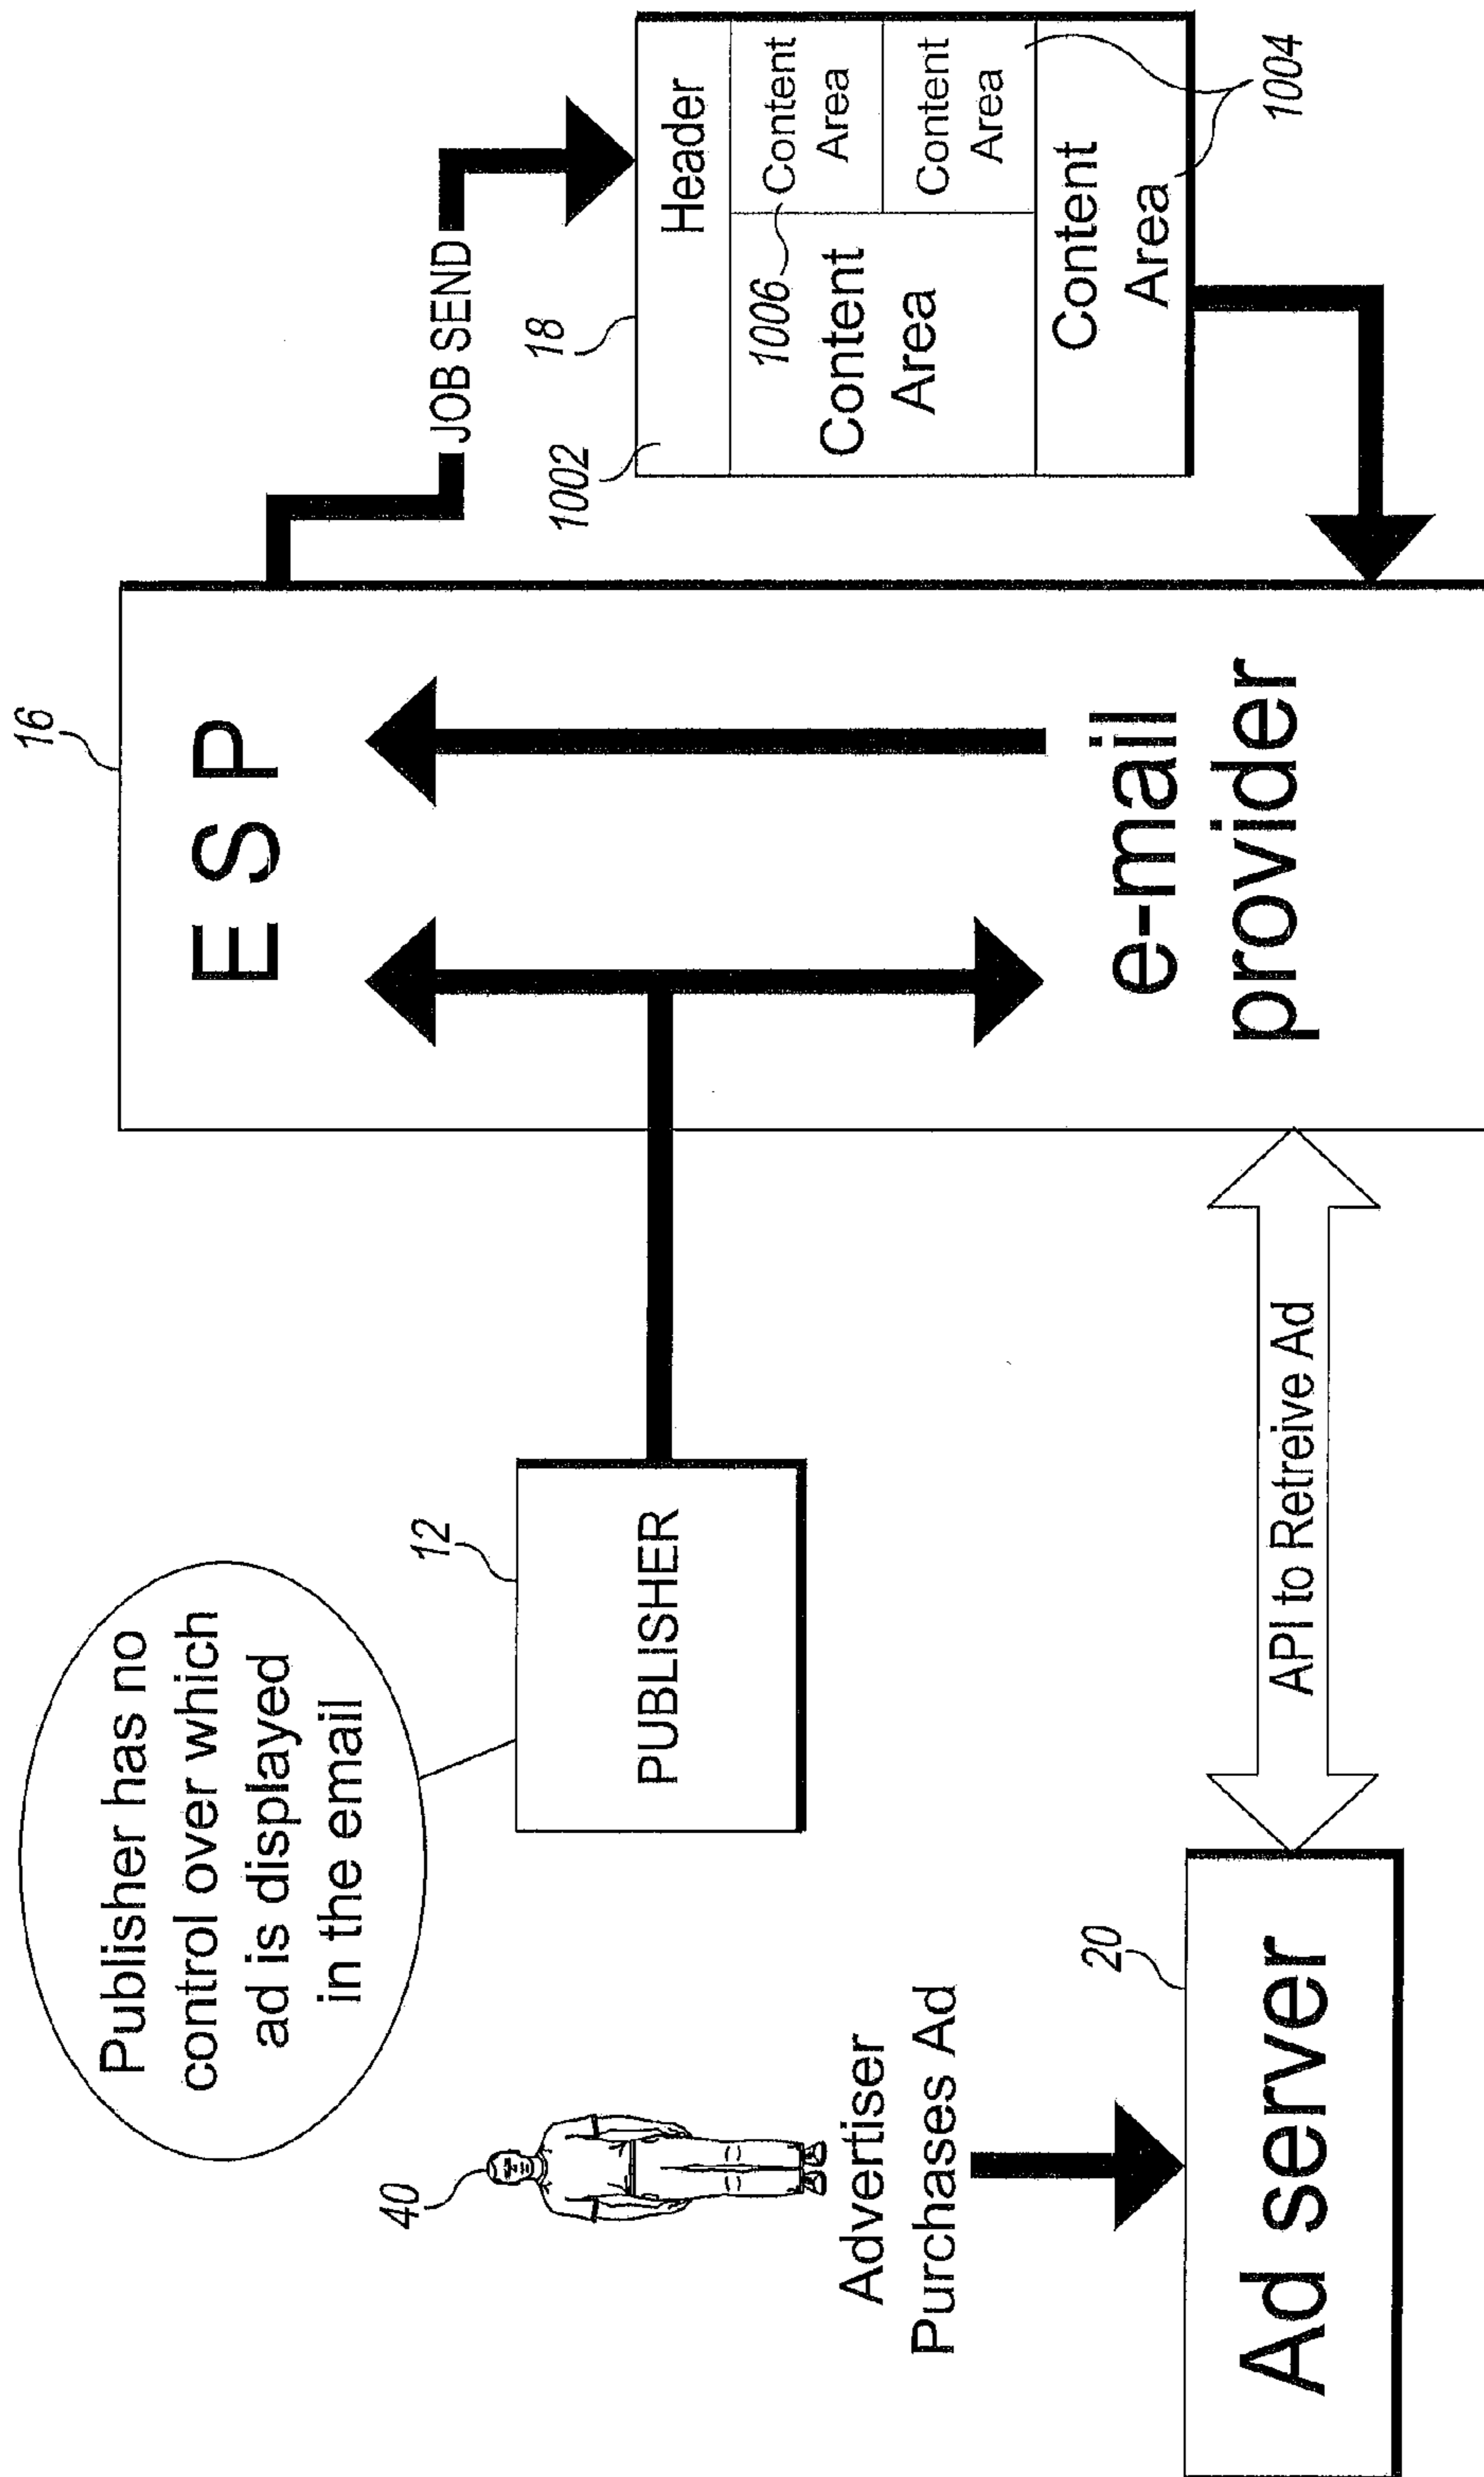 Publisher has no
control over which
ad is displayed
in the email
40
Advertiser
Purchases Ad
20
Ad server
12
PUBLISHER
API to Retreive Ad
16
E S P
e-mail
provider
JOB SEND
18
1002
Header
1006
Content
Area
Content
Area
Content
Area
Content
Area
1004